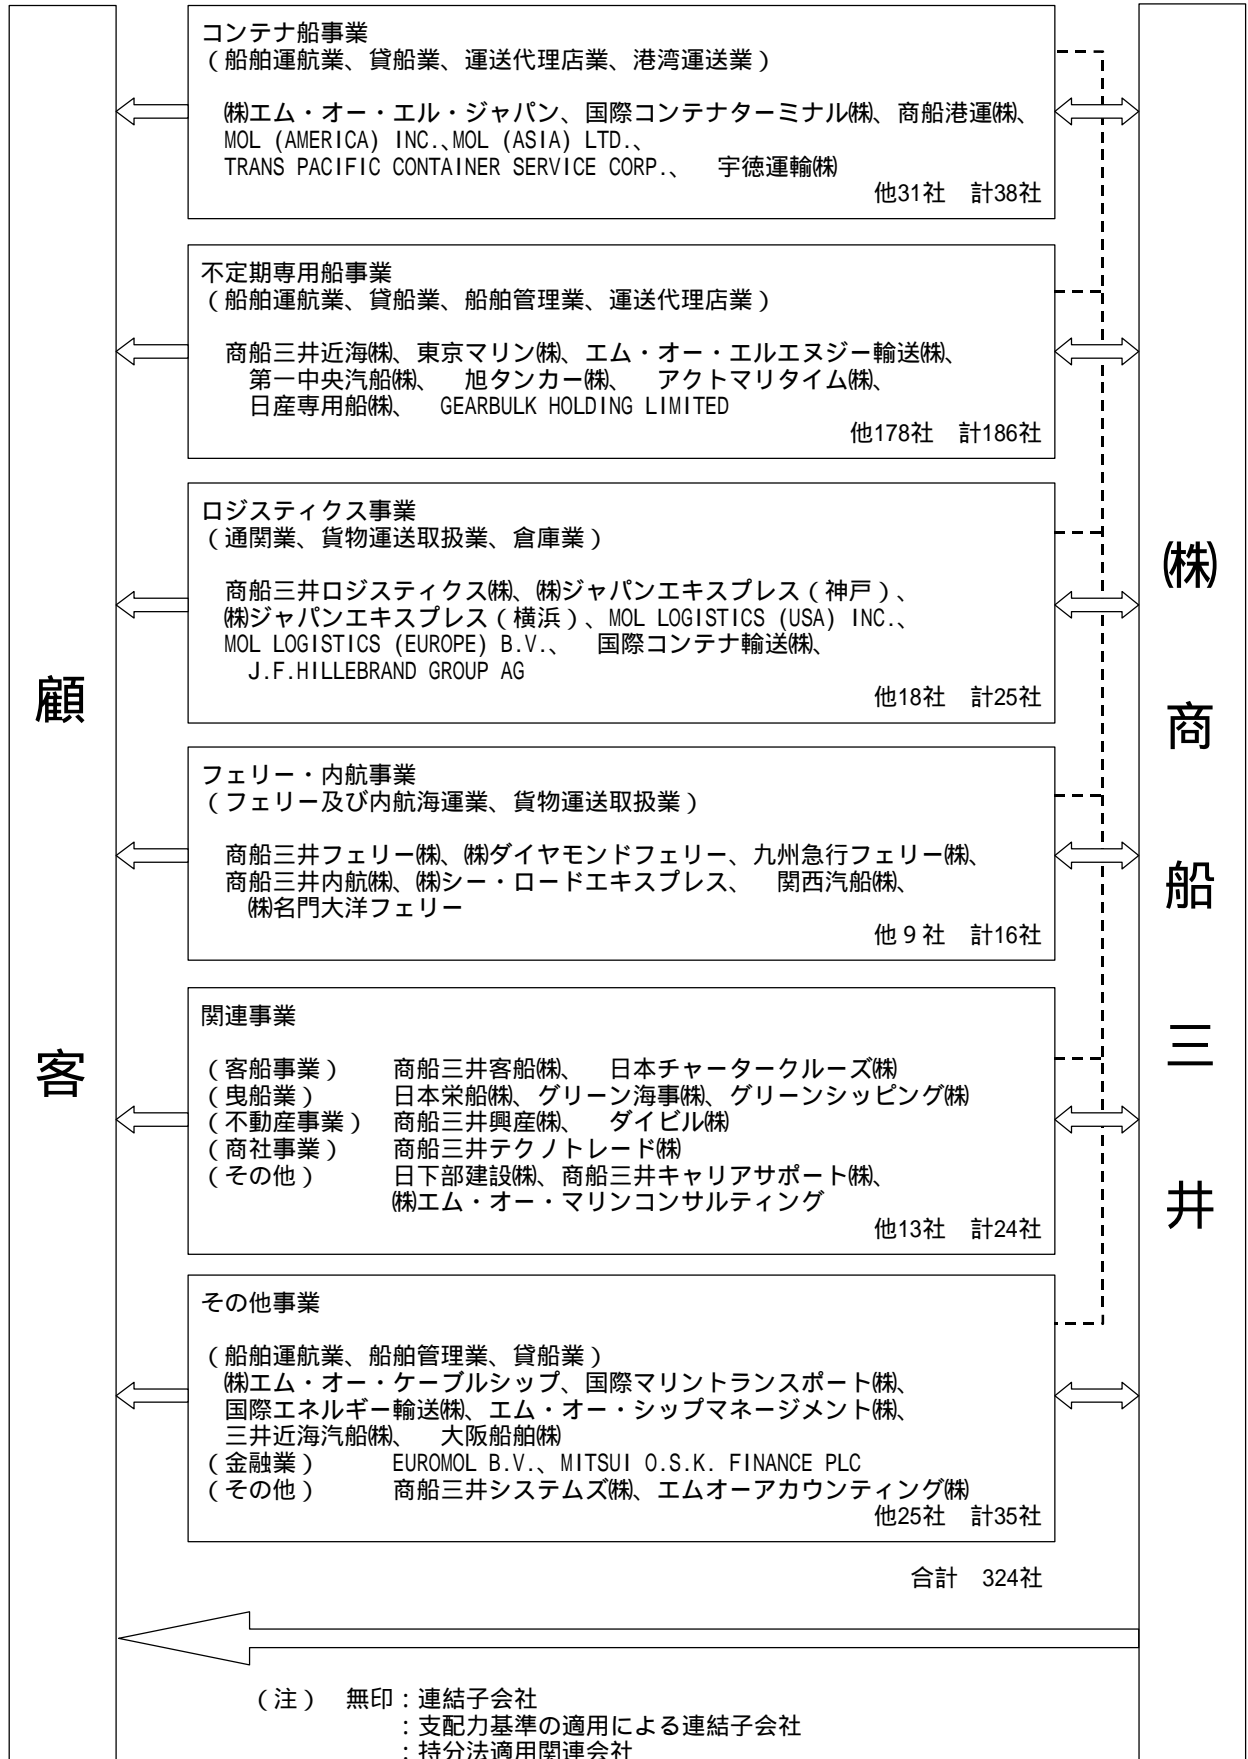 コンテナ船事業
（船舶運航業、貸船業、運送代理店業、港湾運送業）
㈱エム・オー・エル・ジャパン、国際コンテナターミナル㈱、商船港運㈱、
MOL (AMERICA) INC.、MOL (ASIA) LTD.、
TRANS PACIFIC CONTAINER SERVICE CORP.、　宇徳運輸㈱
他31社　計38社
不定期専用船事業
（船舶運航業、貸船業、船舶管理業、運送代理店業）
商船三井近海㈱、東京マリン㈱、エム・オー・エルエヌジー輸送㈱、
第一中央汽船㈱、　旭タンカー㈱、　アクトマリタイム㈱、
日産専用船㈱、　GEARBULK HOLDING LIMITED
他178社　計186社
ロジスティクス事業
（通関業、貨物運送取扱業、倉庫業）
商船三井ロジスティクス㈱、㈱ジャパンエキスプレス（神戸）、
㈱ジャパンエキスプレス（横浜）、MOL LOGISTICS (USA) INC.、
MOL LOGISTICS (EUROPE) B.V.、　国際コンテナ輸送㈱、
J.F.HILLEBRAND GROUP AG
他18社　計25社
フェリー・内航事業
（フェリー及び内航海運業、貨物運送取扱業）
商船三井フェリー㈱、㈱ダイヤモンドフェリー、九州急行フェリー㈱、
商船三井内航㈱、㈱シー・ロードエキスプレス、　関西汽船㈱、
㈱名門大洋フェリー
他９社　計16社
関連事業
（客船事業）　商船三井客船㈱、　日本チャータークルーズ㈱
（曳船業）　日本栄船㈱、グリーン海事㈱、グリーンシッピング㈱
（不動産事業）　商船三井興産㈱、　ダイビル㈱
（商社事業）　商船三井テクノトレード㈱
（その他）　日下部建設㈱、商船三井キャリアサポート㈱、
㈱エム・オー・マリンコンサルティング
他13社　計24社
その他事業
（船舶運航業、船舶管理業、貸船業）
㈱エム・オー・ケーブルシップ、国際マリントランスポート㈱、
国際エネルギー輸送㈱、エム・オー・シップマネージメント㈱、
三井近海汽船㈱、　大阪船舶㈱
（金融業）　EUROMOL B.V.、MITSUI O.S.K. FINANCE PLC
（その他）　商船三井システムズ㈱、エムオーアカウンティング㈱
他25社　計35社
合計　324社
顧客
㈱商船三井
（注）　無印：連結子会社
：支配力基準の適用による連結子会社
：持分法適用関連会社